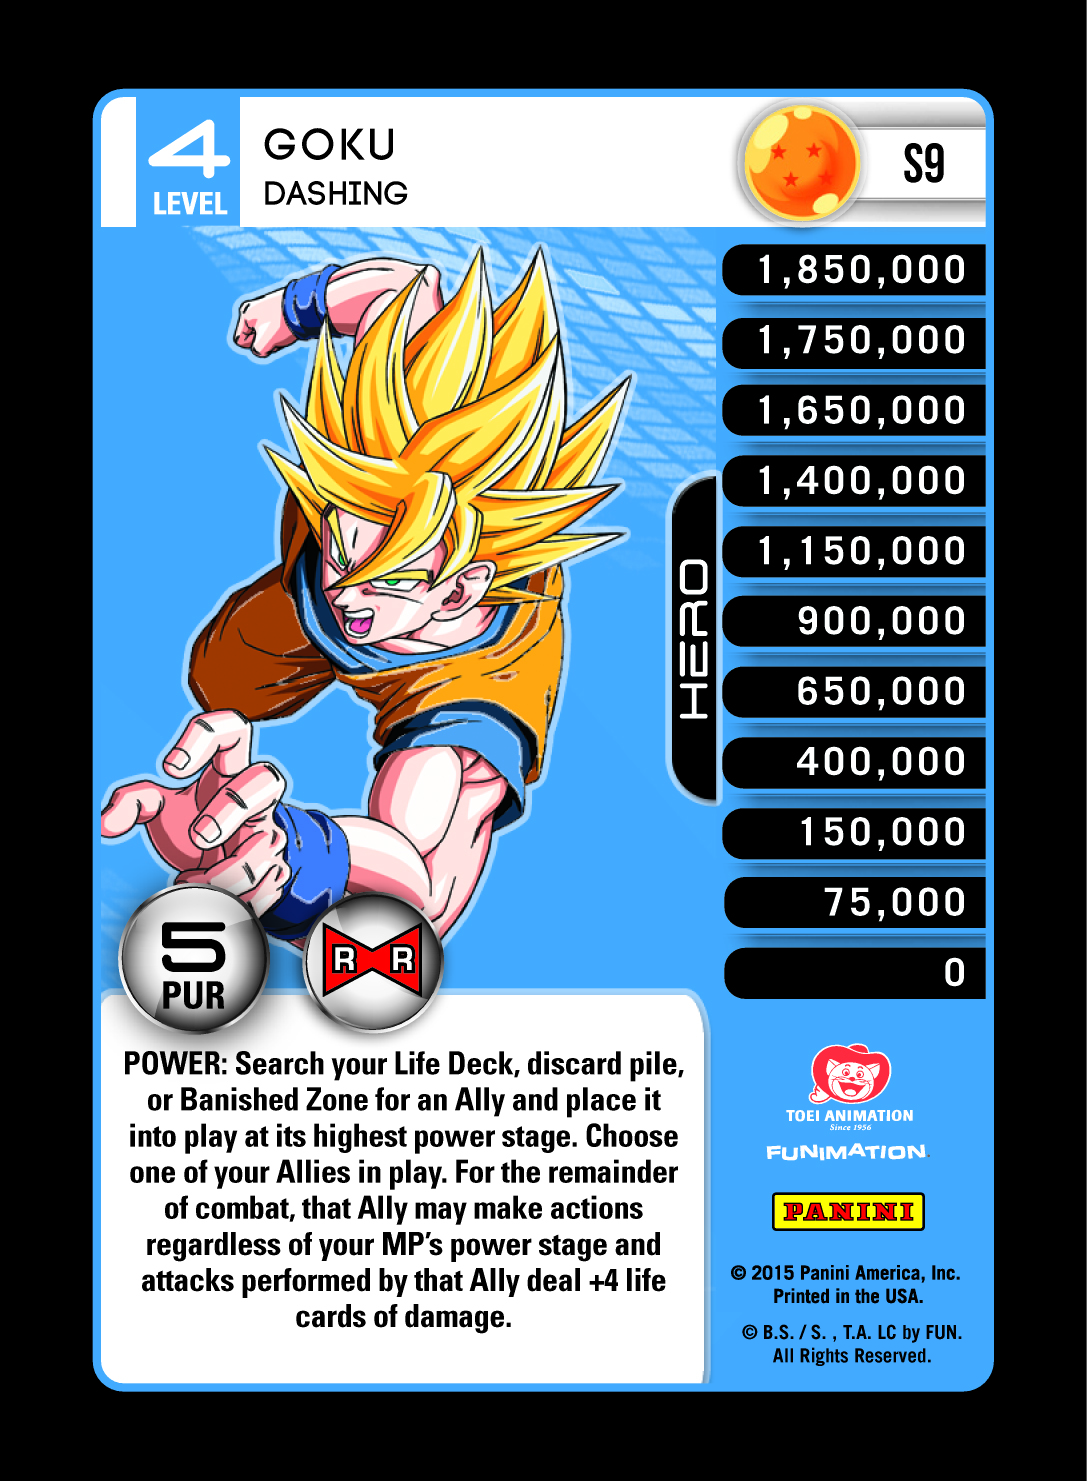 4
LEVEL
GOKU
DASHING
S9
1,850,000
1,750,000
1,650,000
1,400,000
1,150,000
900,000
650,000
400,000
150,000
75,000
0
HERO
5
PUR
R R
POWER: Search your Life Deck, discard pile,
or Banished Zone for an Ally and place it
into play at its highest power stage. Choose
one of your Allies in play. For the remainder
of combat, that Ally may make actions
regardless of your MP’s power stage and
attacks performed by that Ally deal +4 life
cards of damage.
TOEI ANIMATION
Since 1956
FUNIMATION
PANINI
© 2015 Panini America, Inc.
Printed in the USA.
© B.S. / S. , T.A. LC by FUN.
All Rights Reserved.